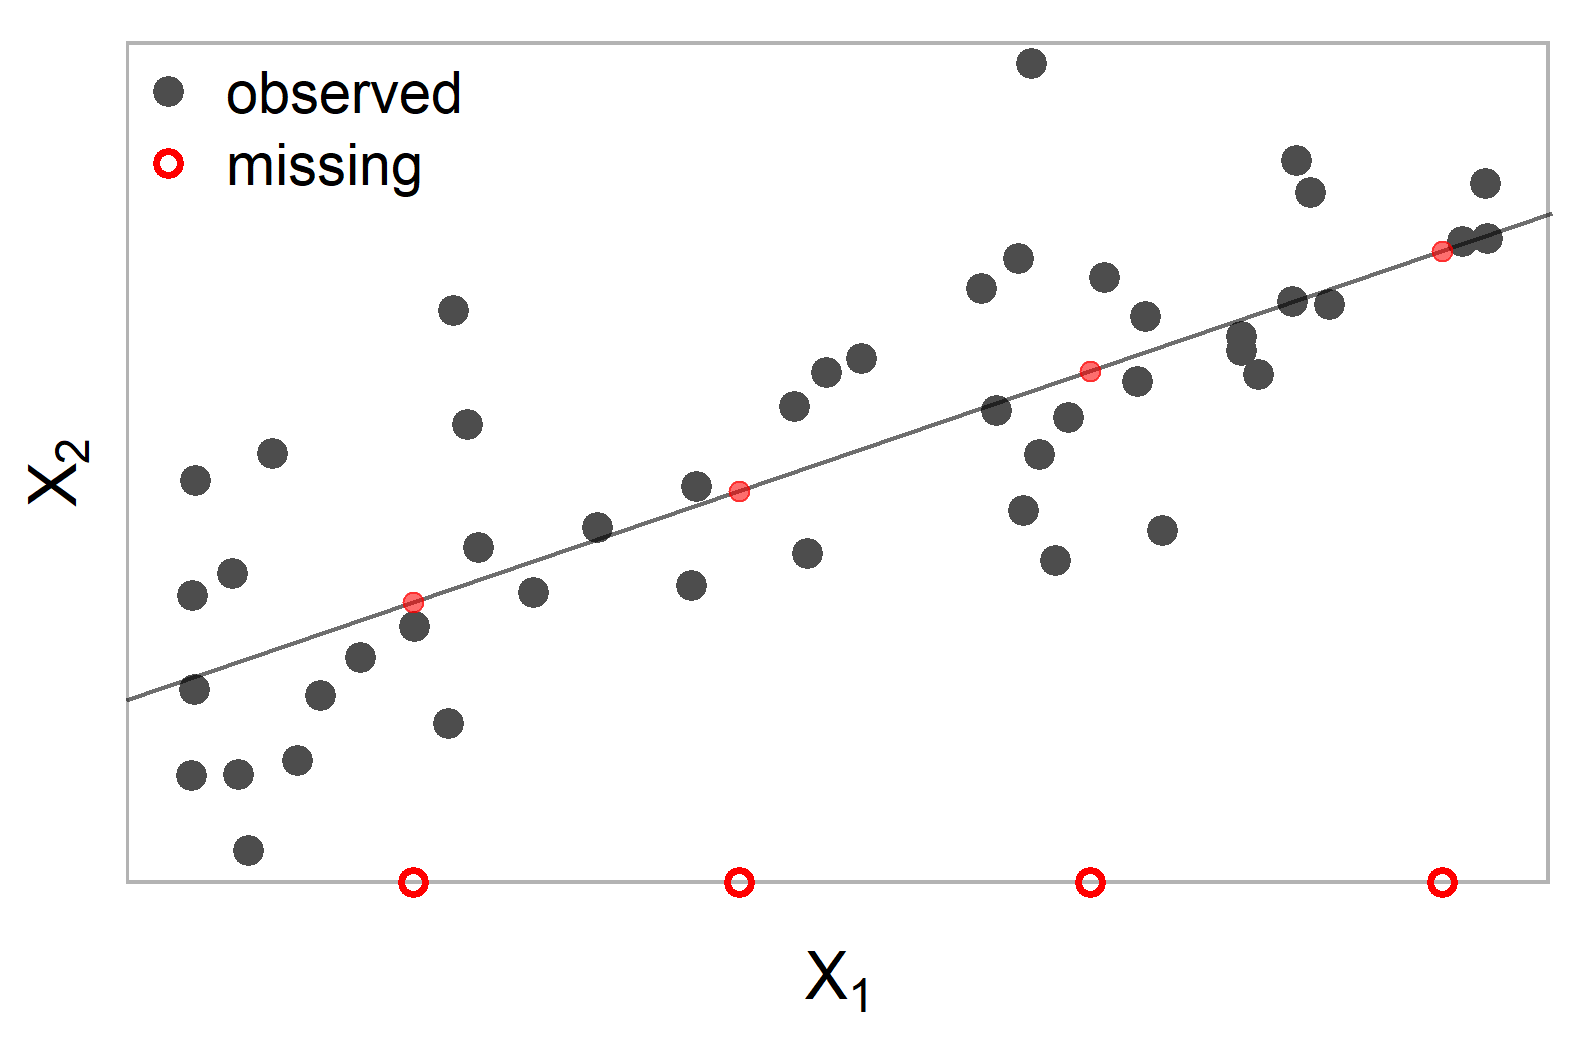 observed
missing
X₂
X₁